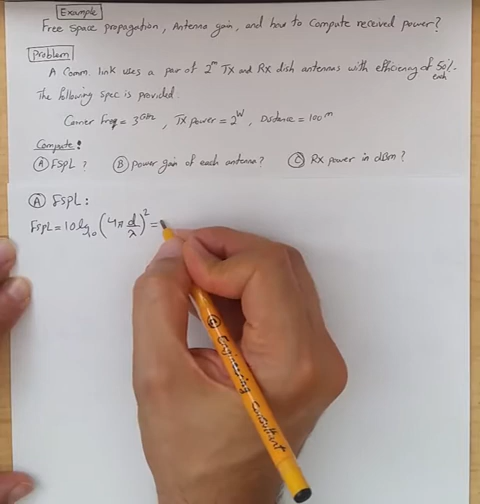 Example
Free Space propagation, Antenna gain, and how to Compute received power?
Problem
A Comm. link uses a pair of 2m Tx and Rx dish antennas with efficiency of 50%. each
The following spec is provided.
Carrier Freq = 3GHz, Tx Power = 2W, Distance = 100m
Compute:
A FSPL? B power gain of each antenna? C Rx power in dBm?
A FSPL:
FSPL = 10 log10 (4π d/λ)² =
Engineering Consultant